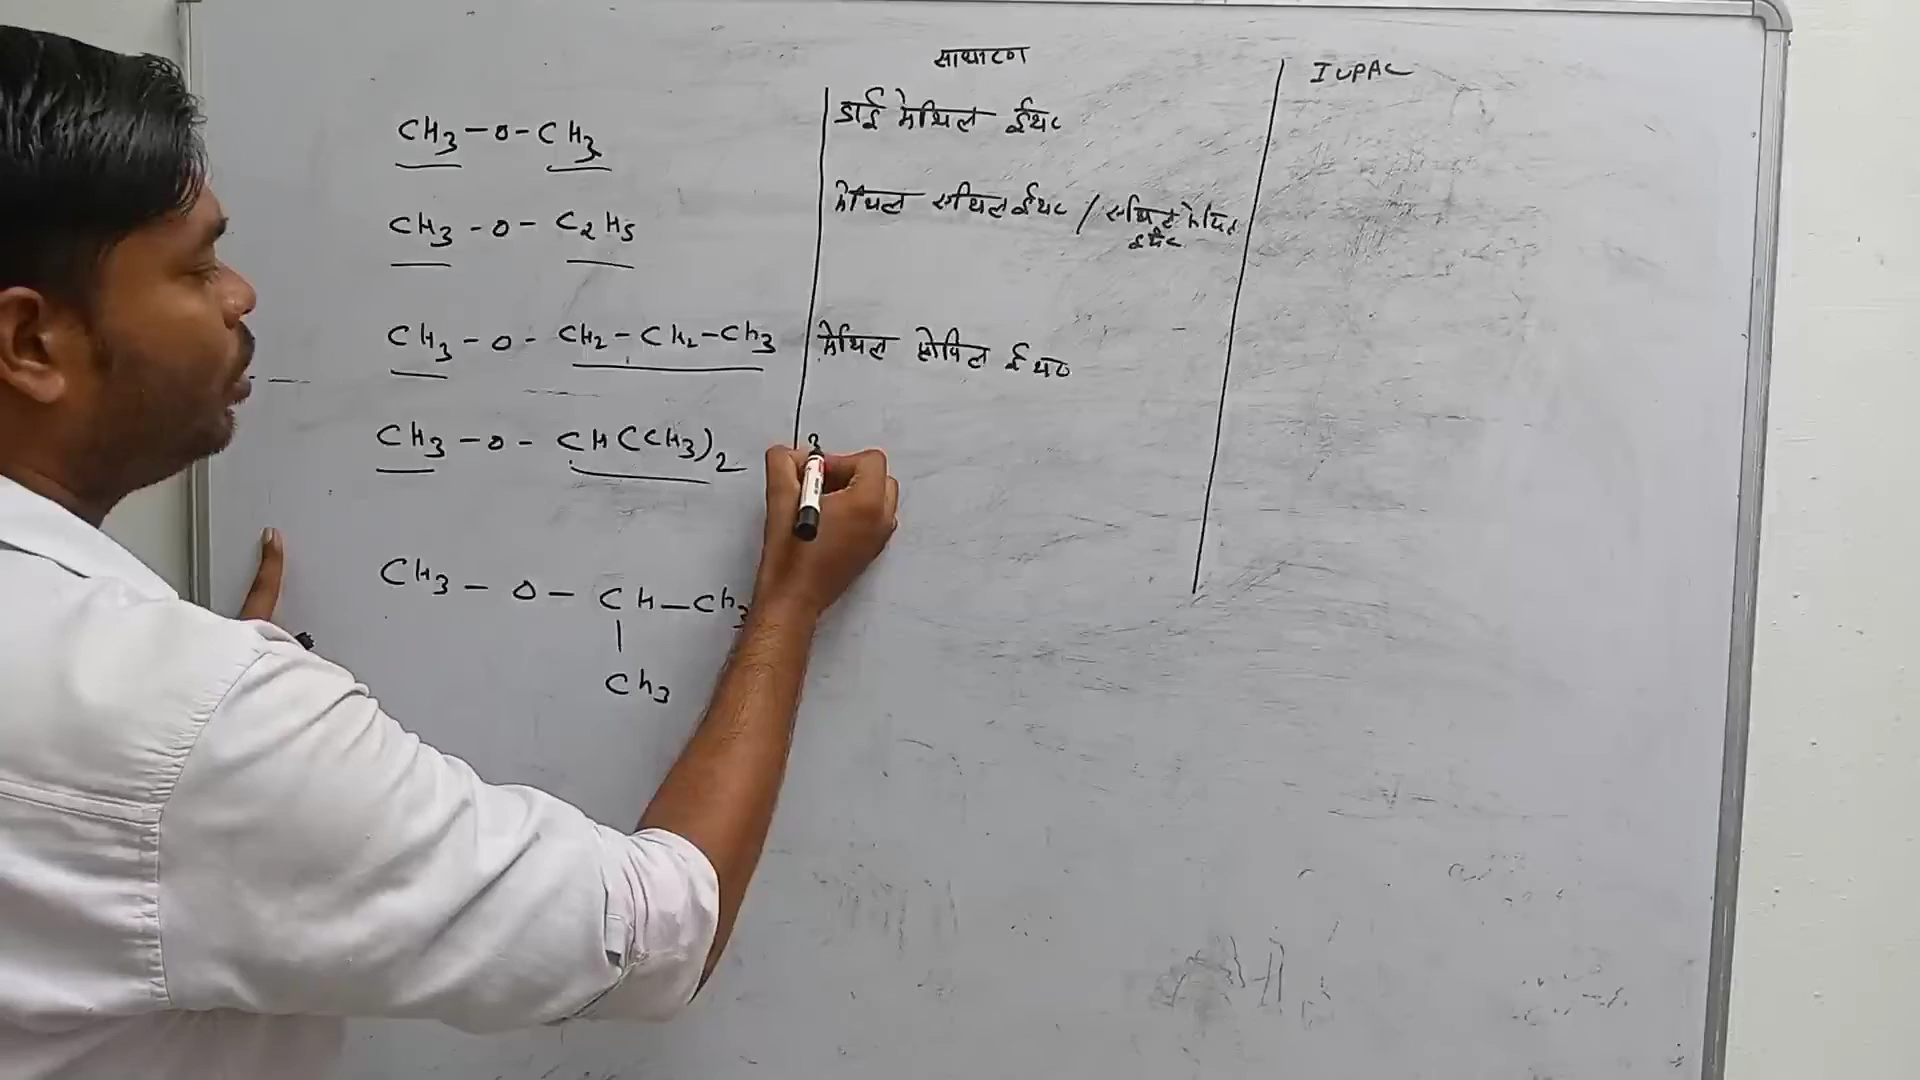 साधारण IUPAC
CH3 – O – CH3 डाई मेथिल ईथर
CH3 – O – C2H5 मेथिल एथिल ईथर / एथिल मेथिल
ईथर
CH3 – O – CH2 – CH2 – CH3 मेथिल प्रोपिल ईथर
CH3 – O – CH(CH3)2
CH3 – O – CH – CH3
|
CH3